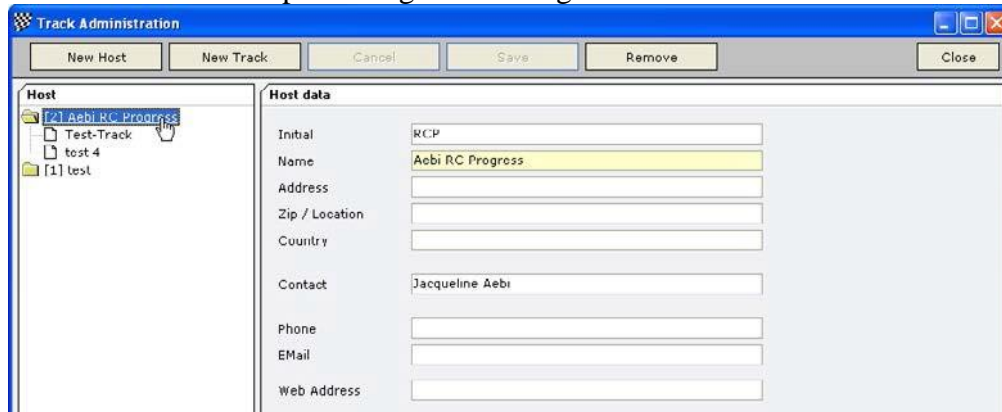 Track Administration
New Host New Track Cancel Save Remove Close
Host
[2] Aebi RC Progress
Test-Track
test 4
[1] test
Host data
Initial RCP
Name Aebi RC Progress
Address
Zip / Location
Country
Contact Jacqueline Aebi
Phone
EMail
Web Address